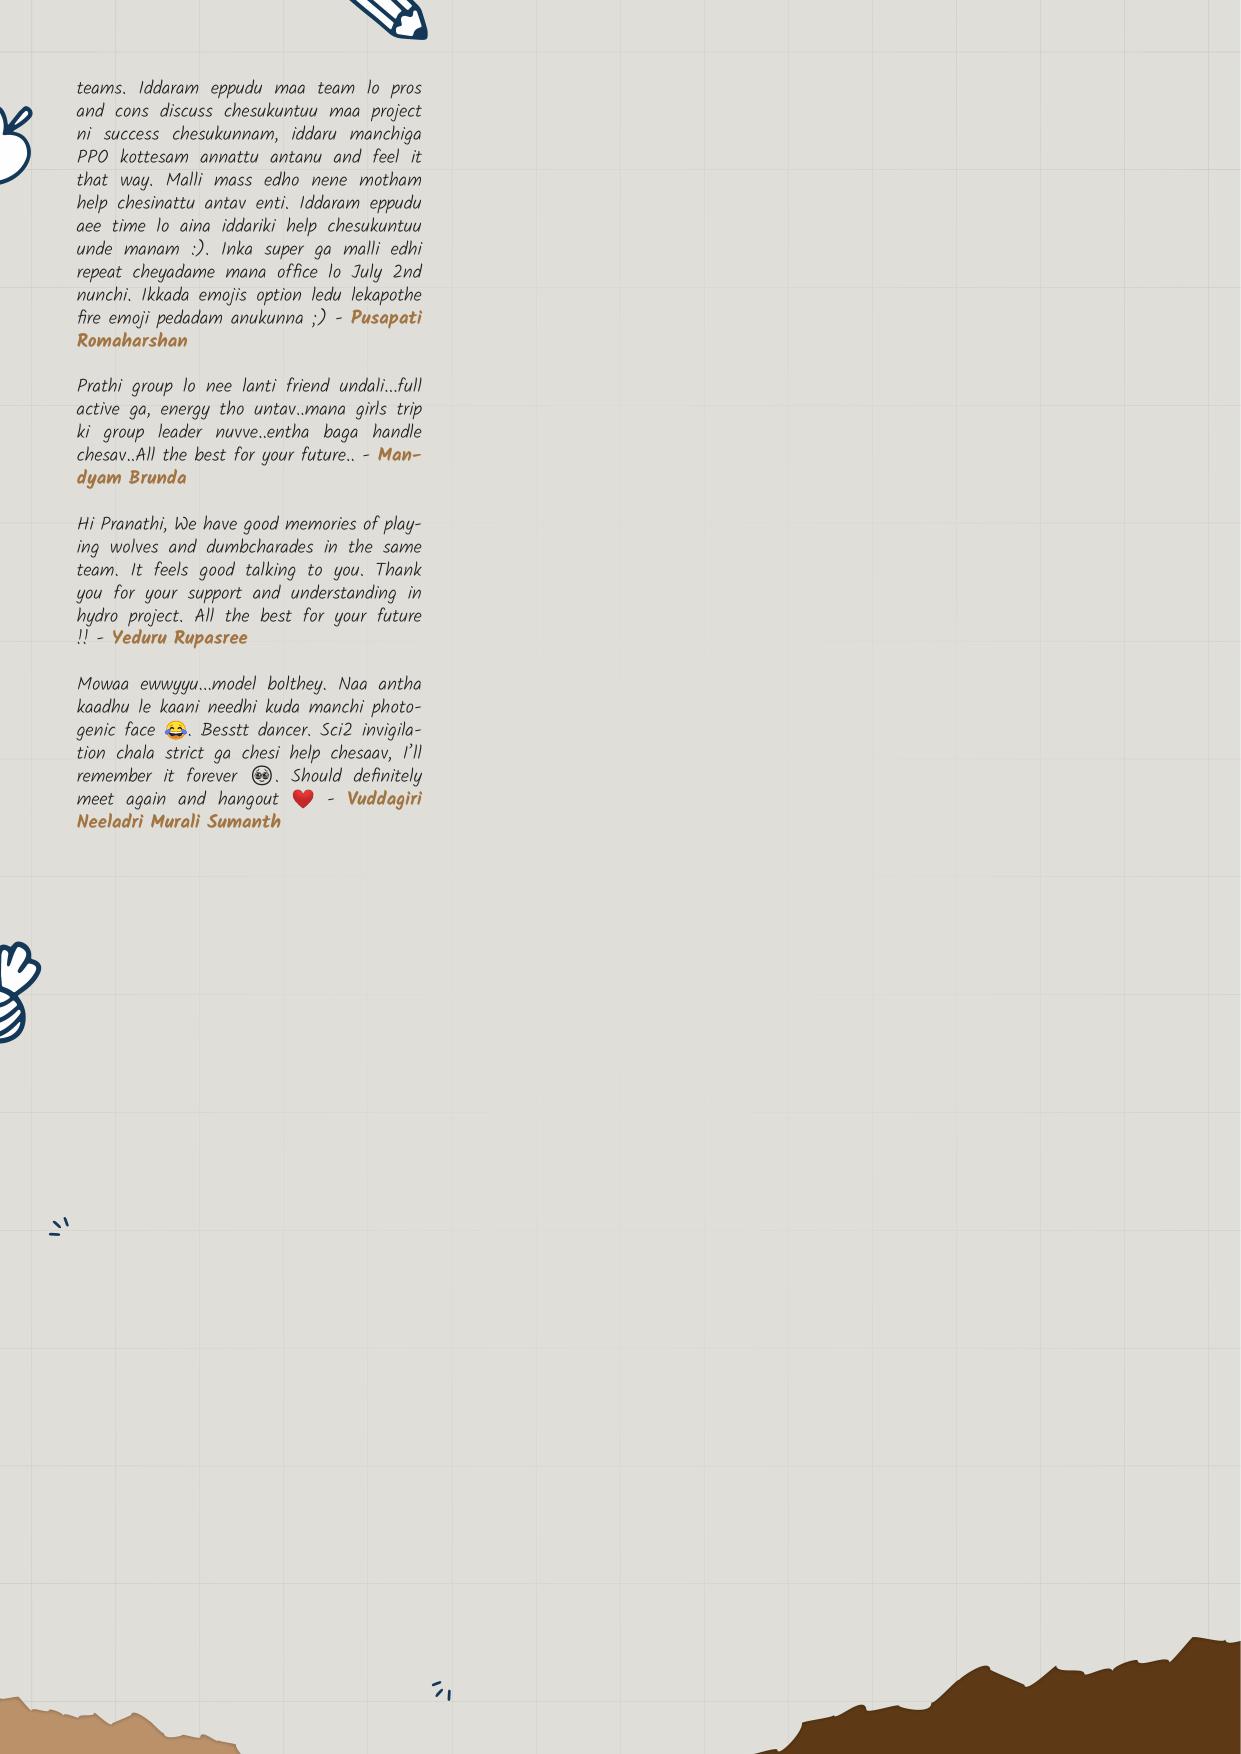 teams. Iddaram eppudu maa team lo pros
and cons discuss chesukuntuu maa project
ni success chesukunnam, iddaru manchiga
PPO kottesam annattu antanu and feel it
that way. Malli mass edho nene motham
help chesinattu antav enti. Iddaram eppudu
aee time lo aina iddariki help chesukuntuu
unde manam :). Inka super ga malli edhi
repeat cheyadame mana office lo July 2nd
nunchi. Ikkada emojis option ledu lekapothe
fire emoji pedadam anukunna ;) - Pusapati
Romaharshan
Prathi group lo nee lanti friend undali...full
active ga, energy tho untav..mana girls trip
ki group leader nuvve..entha baga handle
chesav..All the best for your future.. - Man-
dyam Brunda
Hi Pranathi, We have good memories of play-
ing wolves and dumbcharades in the same
team. It feels good talking to you. Thank
you for your support and understanding in
hydro project. All the best for your future
!! - Yeduru Rupasree
Mowaa ewwyyu...model bolthey. Naa antha
kaadhu le kaani needhi kuda manchi photo-
genic face 😂. Besstt dancer. Sci2 invigila-
tion chala strict ga chesi help chesaav, I'll
remember it forever 🥹. Should definitely
meet again and hangout ❤️ - Vuddagiri
Neeladri Murali Sumanth